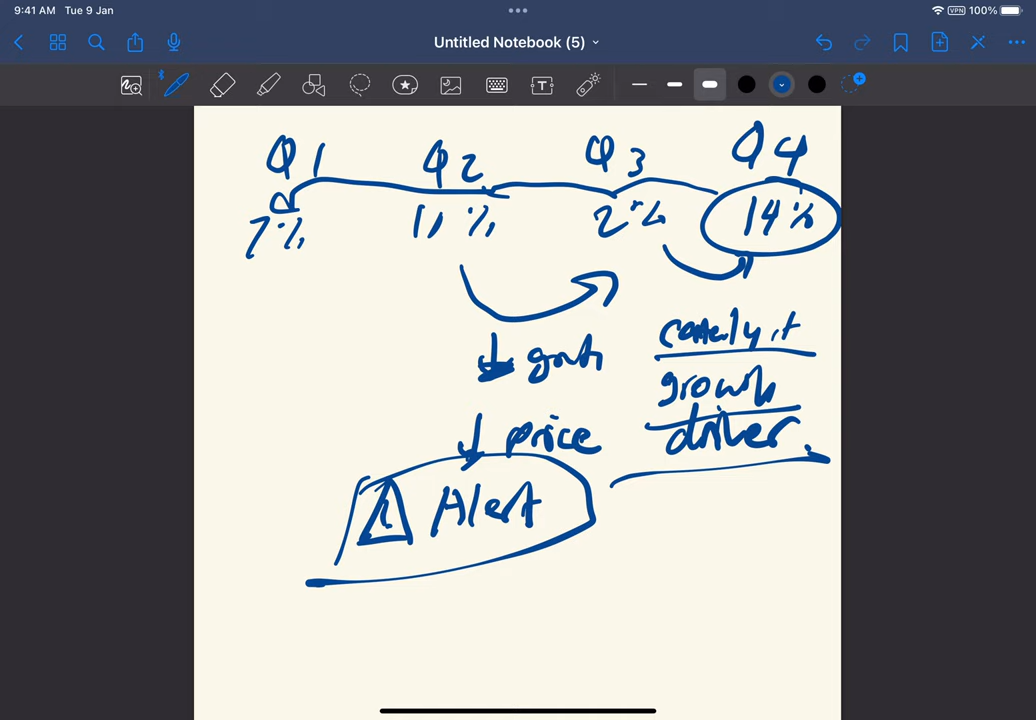 9:41 AM Tue 9 Jan
VPN 100%
Untitled Notebook (5)
T
Q1 Q2 Q3 Q4
7% 11% 2% 14%
↓ growth
↓ price
Alert
growth
driver